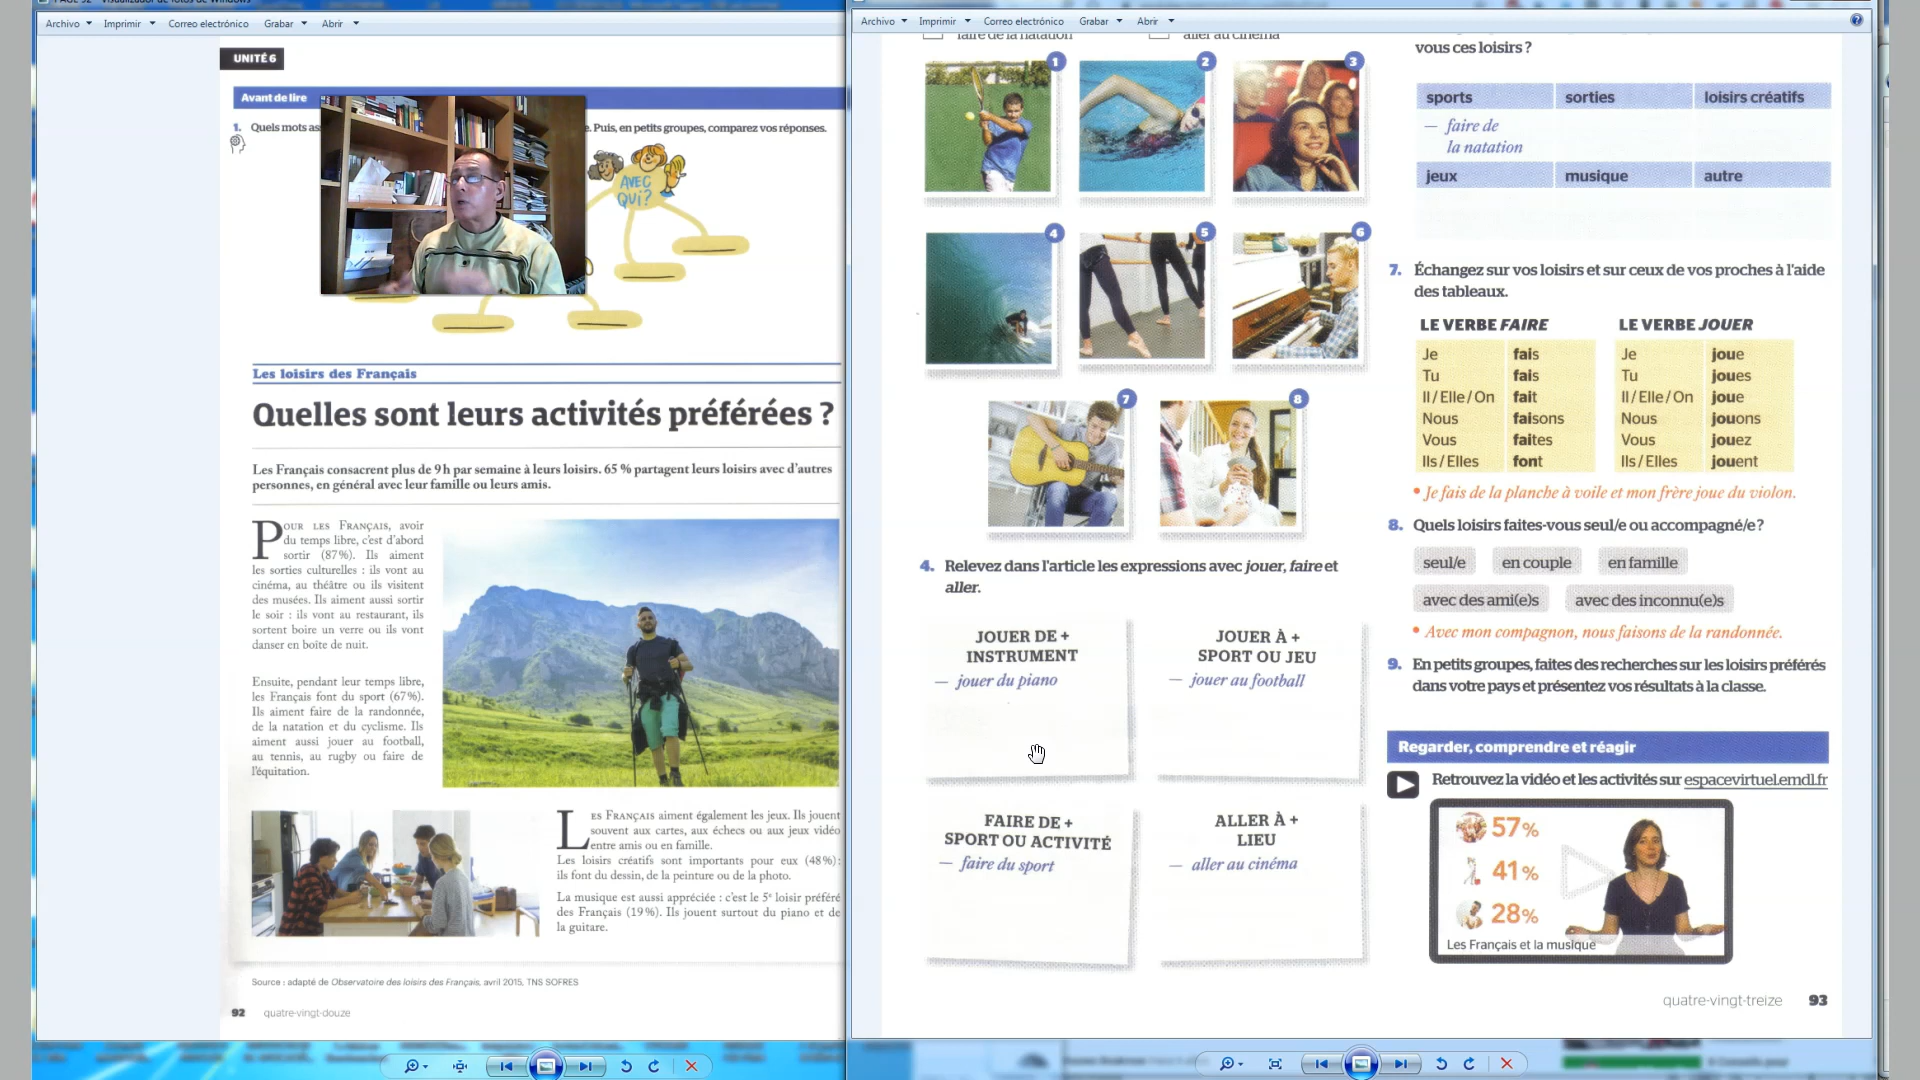 Archivo Imprimir Correo electrónico Grabar Abrir
UNITÉ 6
Avant de lire
1. Quels mots as
e. Puis, en petits groupes, comparez vos réponses.
AVEC
QUI?
Les loisirs des Français
Quelles sont leurs activités préférées ?
Les Français consacrent plus de 9 h par semaine à leurs loisirs. 65 % partagent leurs loisirs avec d'autres
personnes, en général avec leur famille ou leurs amis.
POUR LES FRANÇAIS, avoir
du temps libre, c'est d'abord
sortir (87%). Ils aiment
les sorties culturelles : ils vont au
cinéma, au théâtre ou ils visitent
des musées. Ils aiment aussi sortir
le soir : ils vont au restaurant, ils
sortent boire un verre ou ils vont
danser en boîte de nuit.
Ensuite, pendant leur temps libre,
les Français font du sport (67%).
Ils aiment faire de la randonnée,
de la natation et du cyclisme. Ils
aiment aussi jouer au football,
au tennis, au rugby ou faire de
l'équitation.
LES FRANÇAIS aiment également les jeux. Ils jouent
souvent aux cartes, aux échecs ou aux jeux vidéo
entre amis ou en famille.
Les loisirs créatifs sont importants pour eux (48%):
ils font du dessin, de la peinture ou de la photo.
La musique est aussi appréciée : c'est le 5e loisir préféré
des Français (19%). Ils jouent surtout du piano et de
la guitare.
Source : adapté de Observatoire des loisirs des Français, avril 2015, TNS SOFRES
92 quatre-vingt-douze
Archivo Imprimir Correo electrónico Grabar Abrir
faire de la natation aller au cinéma
1 2 3
4 5 6
7 8
4. Relevez dans l'article les expressions avec jouer, faire et
aller.
JOUER DE +
INSTRUMENT
— jouer du piano
JOUER À +
SPORT OU JEU
— jouer au football
FAIRE DE +
SPORT OU ACTIVITÉ
— faire du sport
ALLER À +
LIEU
— aller au cinéma
vous ces loisirs ?
sports sorties loisirs créatifs
— faire de
la natation
jeux musique autre
7. Échangez sur vos loisirs et sur ceux de vos proches à l'aide
des tableaux.
LE VERBE FAIRE LE VERBE JOUER
Je fais Je joue
Tu fais Tu joues
Il / Elle / On fait Il / Elle / On joue
Nous faisons Nous jouons
Vous faites Vous jouez
Ils / Elles font Ils / Elles jouent
• Je fais de la planche à voile et mon frère joue du violon.
8. Quels loisirs faites-vous seul/e ou accompagné/e ?
seul/e en couple en famille
avec des ami(e)s avec des inconnu(e)s
• Avec mon compagnon, nous faisons de la randonnée.
9. En petits groupes, faites des recherches sur les loisirs préférés
dans votre pays et présentez vos résultats à la classe.
Regarder, comprendre et réagir
Retrouvez la vidéo et les activités sur espacevirtuel.emdl.fr
57%
41%
28%
Les Français et la musique
quatre-vingt-treize 93